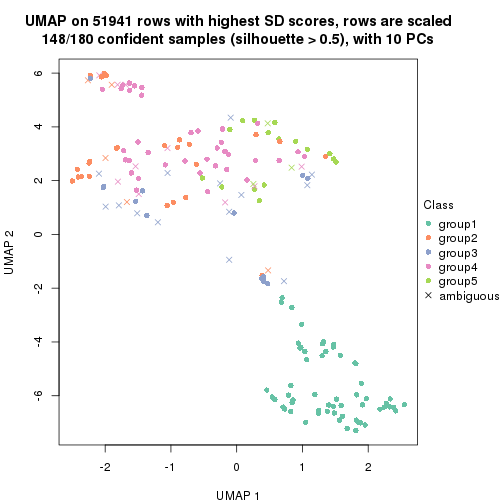 UMAP on 51941 rows with highest SD scores, rows are scaled
148/180 confident samples (silhouette > 0.5), with 10 PCs
6
4
2
0
-2
-4
-6
UMAP 2
-2
-1
0
1
2
UMAP 1
Class
group1
group2
group3
group4
group5
ambiguous